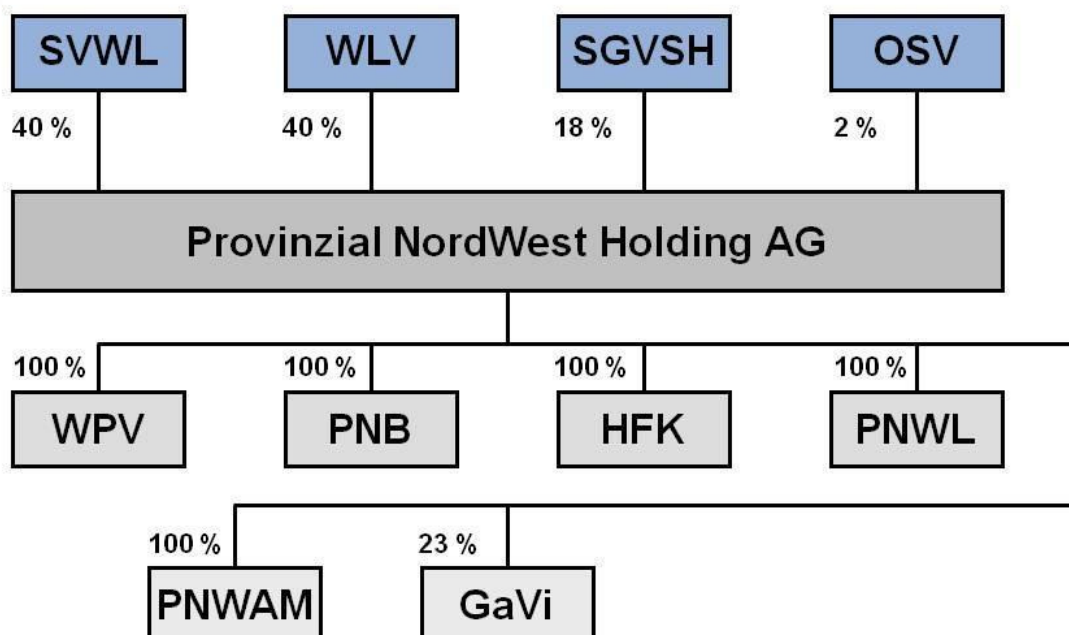 SVWL WLV SGVSH OSV
40 % 40 % 18 % 2 %
Provinzial NordWest Holding AG
100 % 100 % 100 % 100 %
WPV PNB HFK PNWL
100 % 23 %
PNWAM GaVi